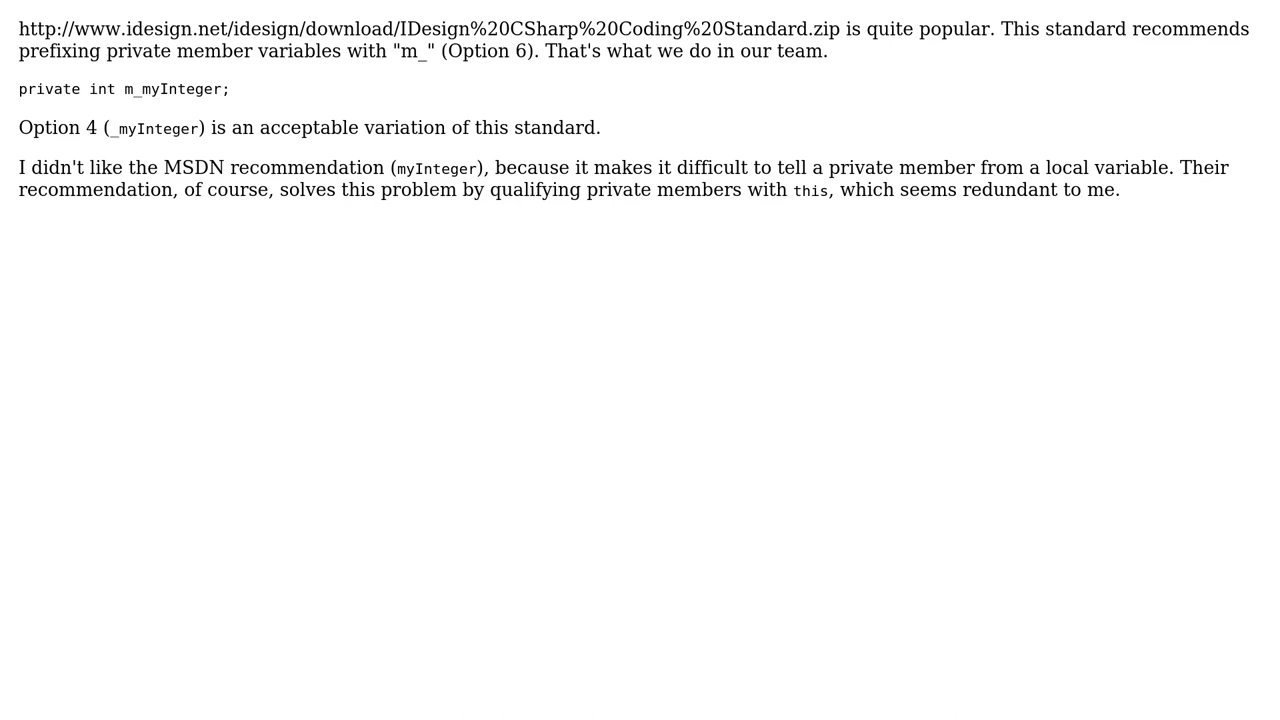 http://www.idesign.net/idesign/download/IDesign%20CSharp%20Coding%20Standard.zip is quite popular. This standard recommends
prefixing private member variables with "m_" (Option 6). That's what we do in our team.
private int m_myInteger;
Option 4 (_myInteger) is an acceptable variation of this standard.
I didn't like the MSDN recommendation (myInteger), because it makes it difficult to tell a private member from a local variable. Their
recommendation, of course, solves this problem by qualifying private members with this, which seems redundant to me.